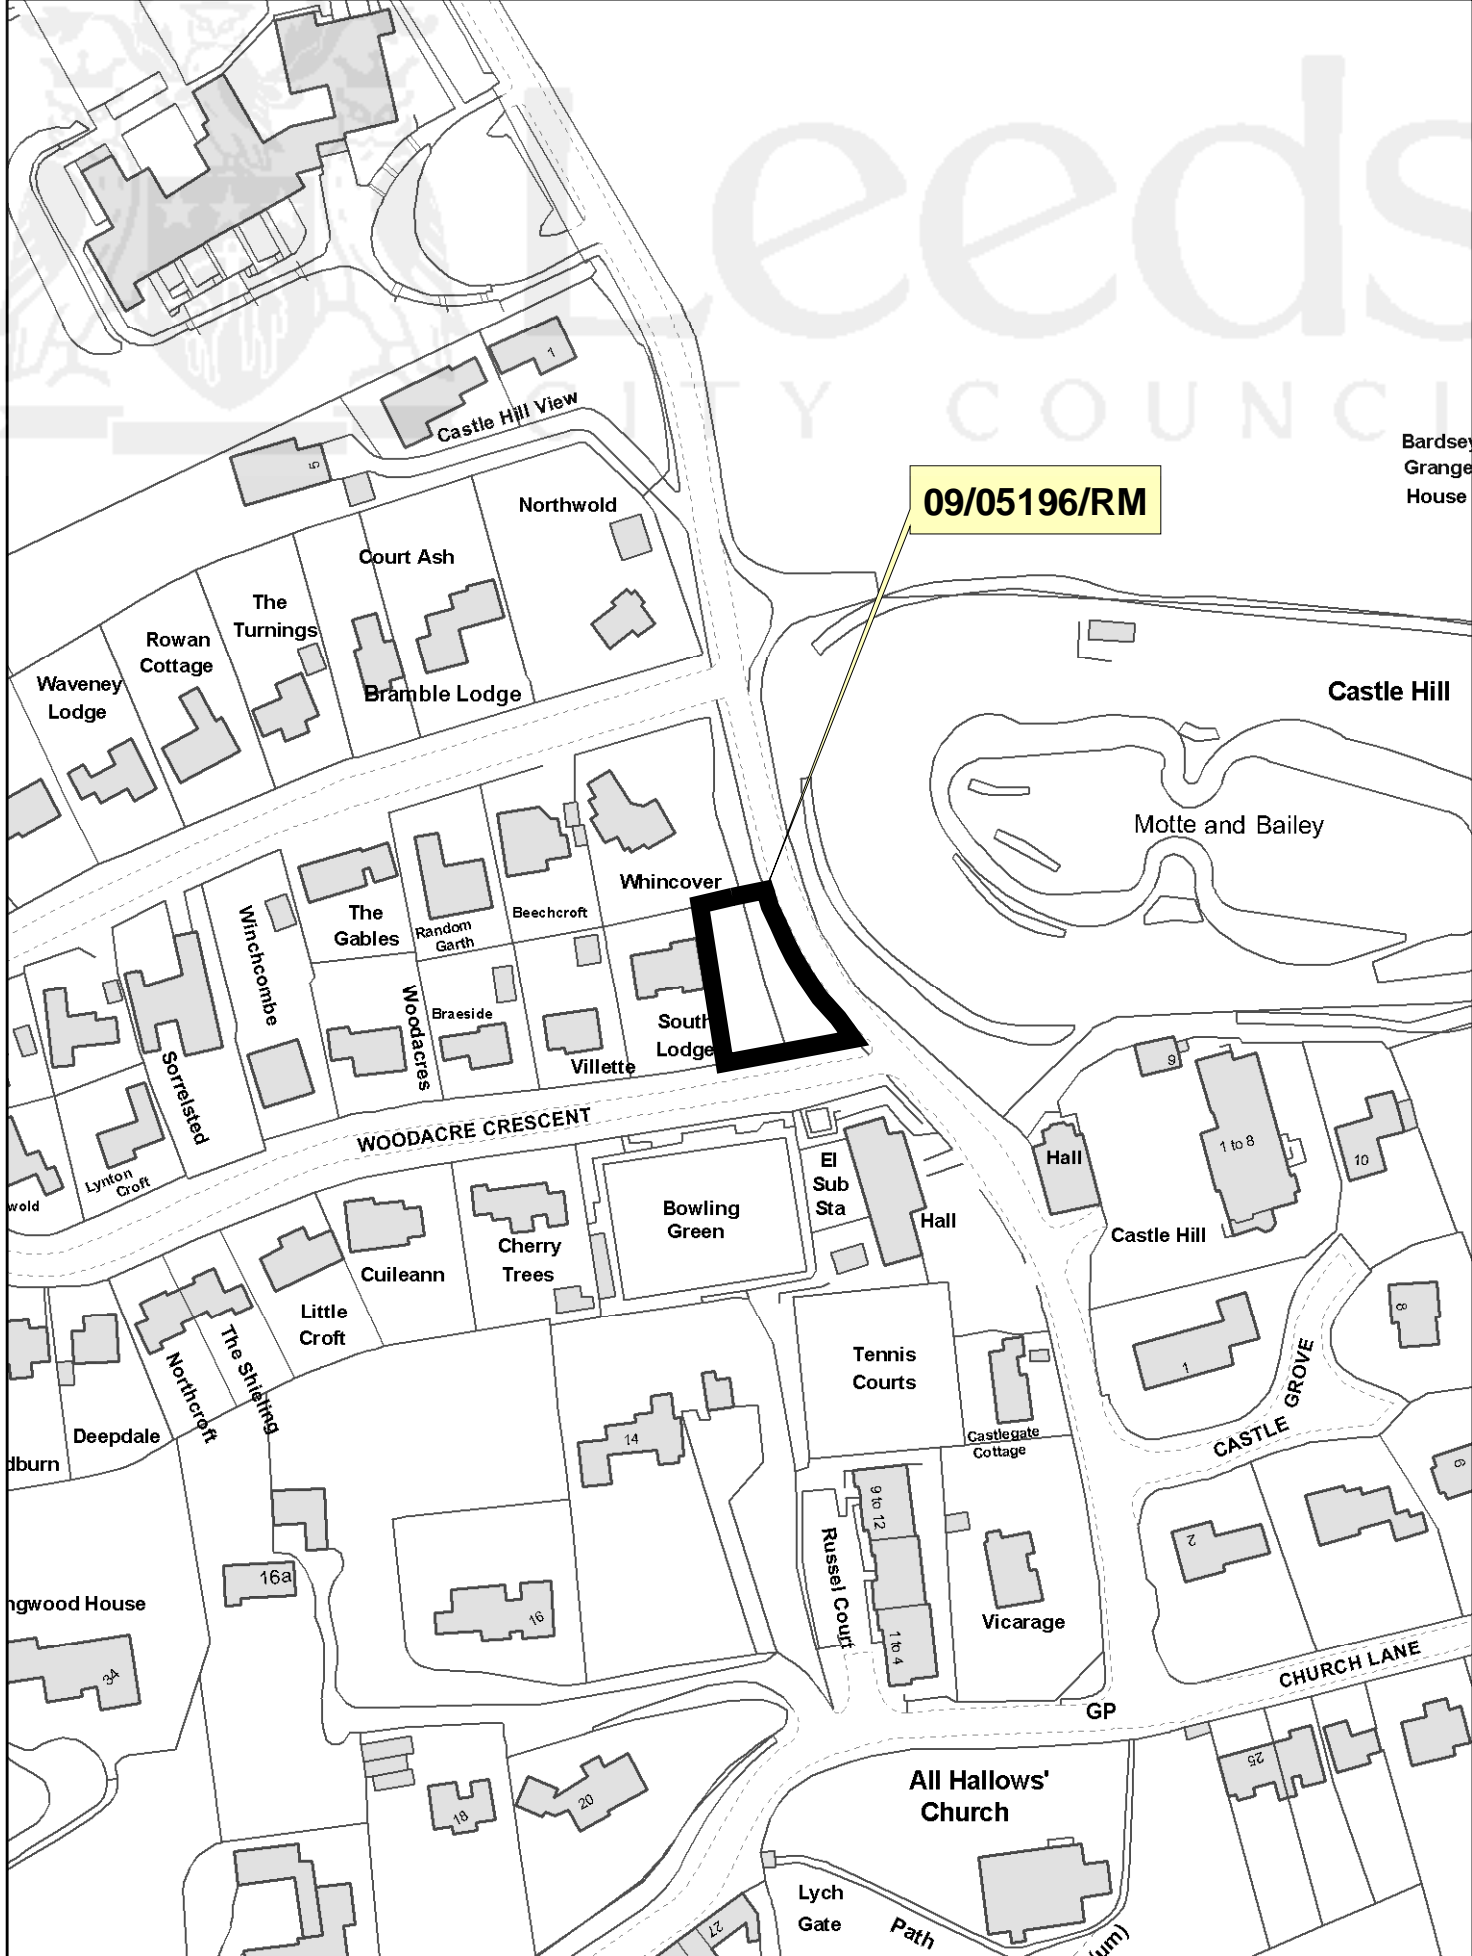 Leeds
CITY COUNCI
1
Castle Hill View
5
Bardsey
Grange
House
09/05196/RM
Northwold
Court Ash
The
Turnings
Rowan
Cottage
Waveney
Lodge
Bramble Lodge
Castle Hill
Motte and Bailey
Whincover
Beechcroft
The
Gables
Random
Garth
Winchcombe
Woodacres
Braeside
South
Lodge
Villette
Sorrelsted
WOODACRE CRESCENT
Lynton
Croft
wold
9
1 to 8
10
Hall
El
Sub
Sta
Hall
Bowling
Green
Castle Hill
Cherry
Trees
Cuileann
Little
Croft
The Shieling
Northcroft
Deepdale
dburn
8
1
CASTLE GROVE
Tennis
Courts
Castlegate
Cottage
14
9 to 12
Russel Court
1 to 4
2
6
16a
16
ngwood House
34
Vicarage
CHURCH LANE
GP
25
All Hallows'
Church
18
20
Lych
Gate
Path
(um)
27